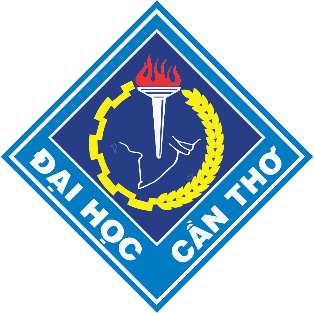 ĐẠI HỌC
CẦN THƠ